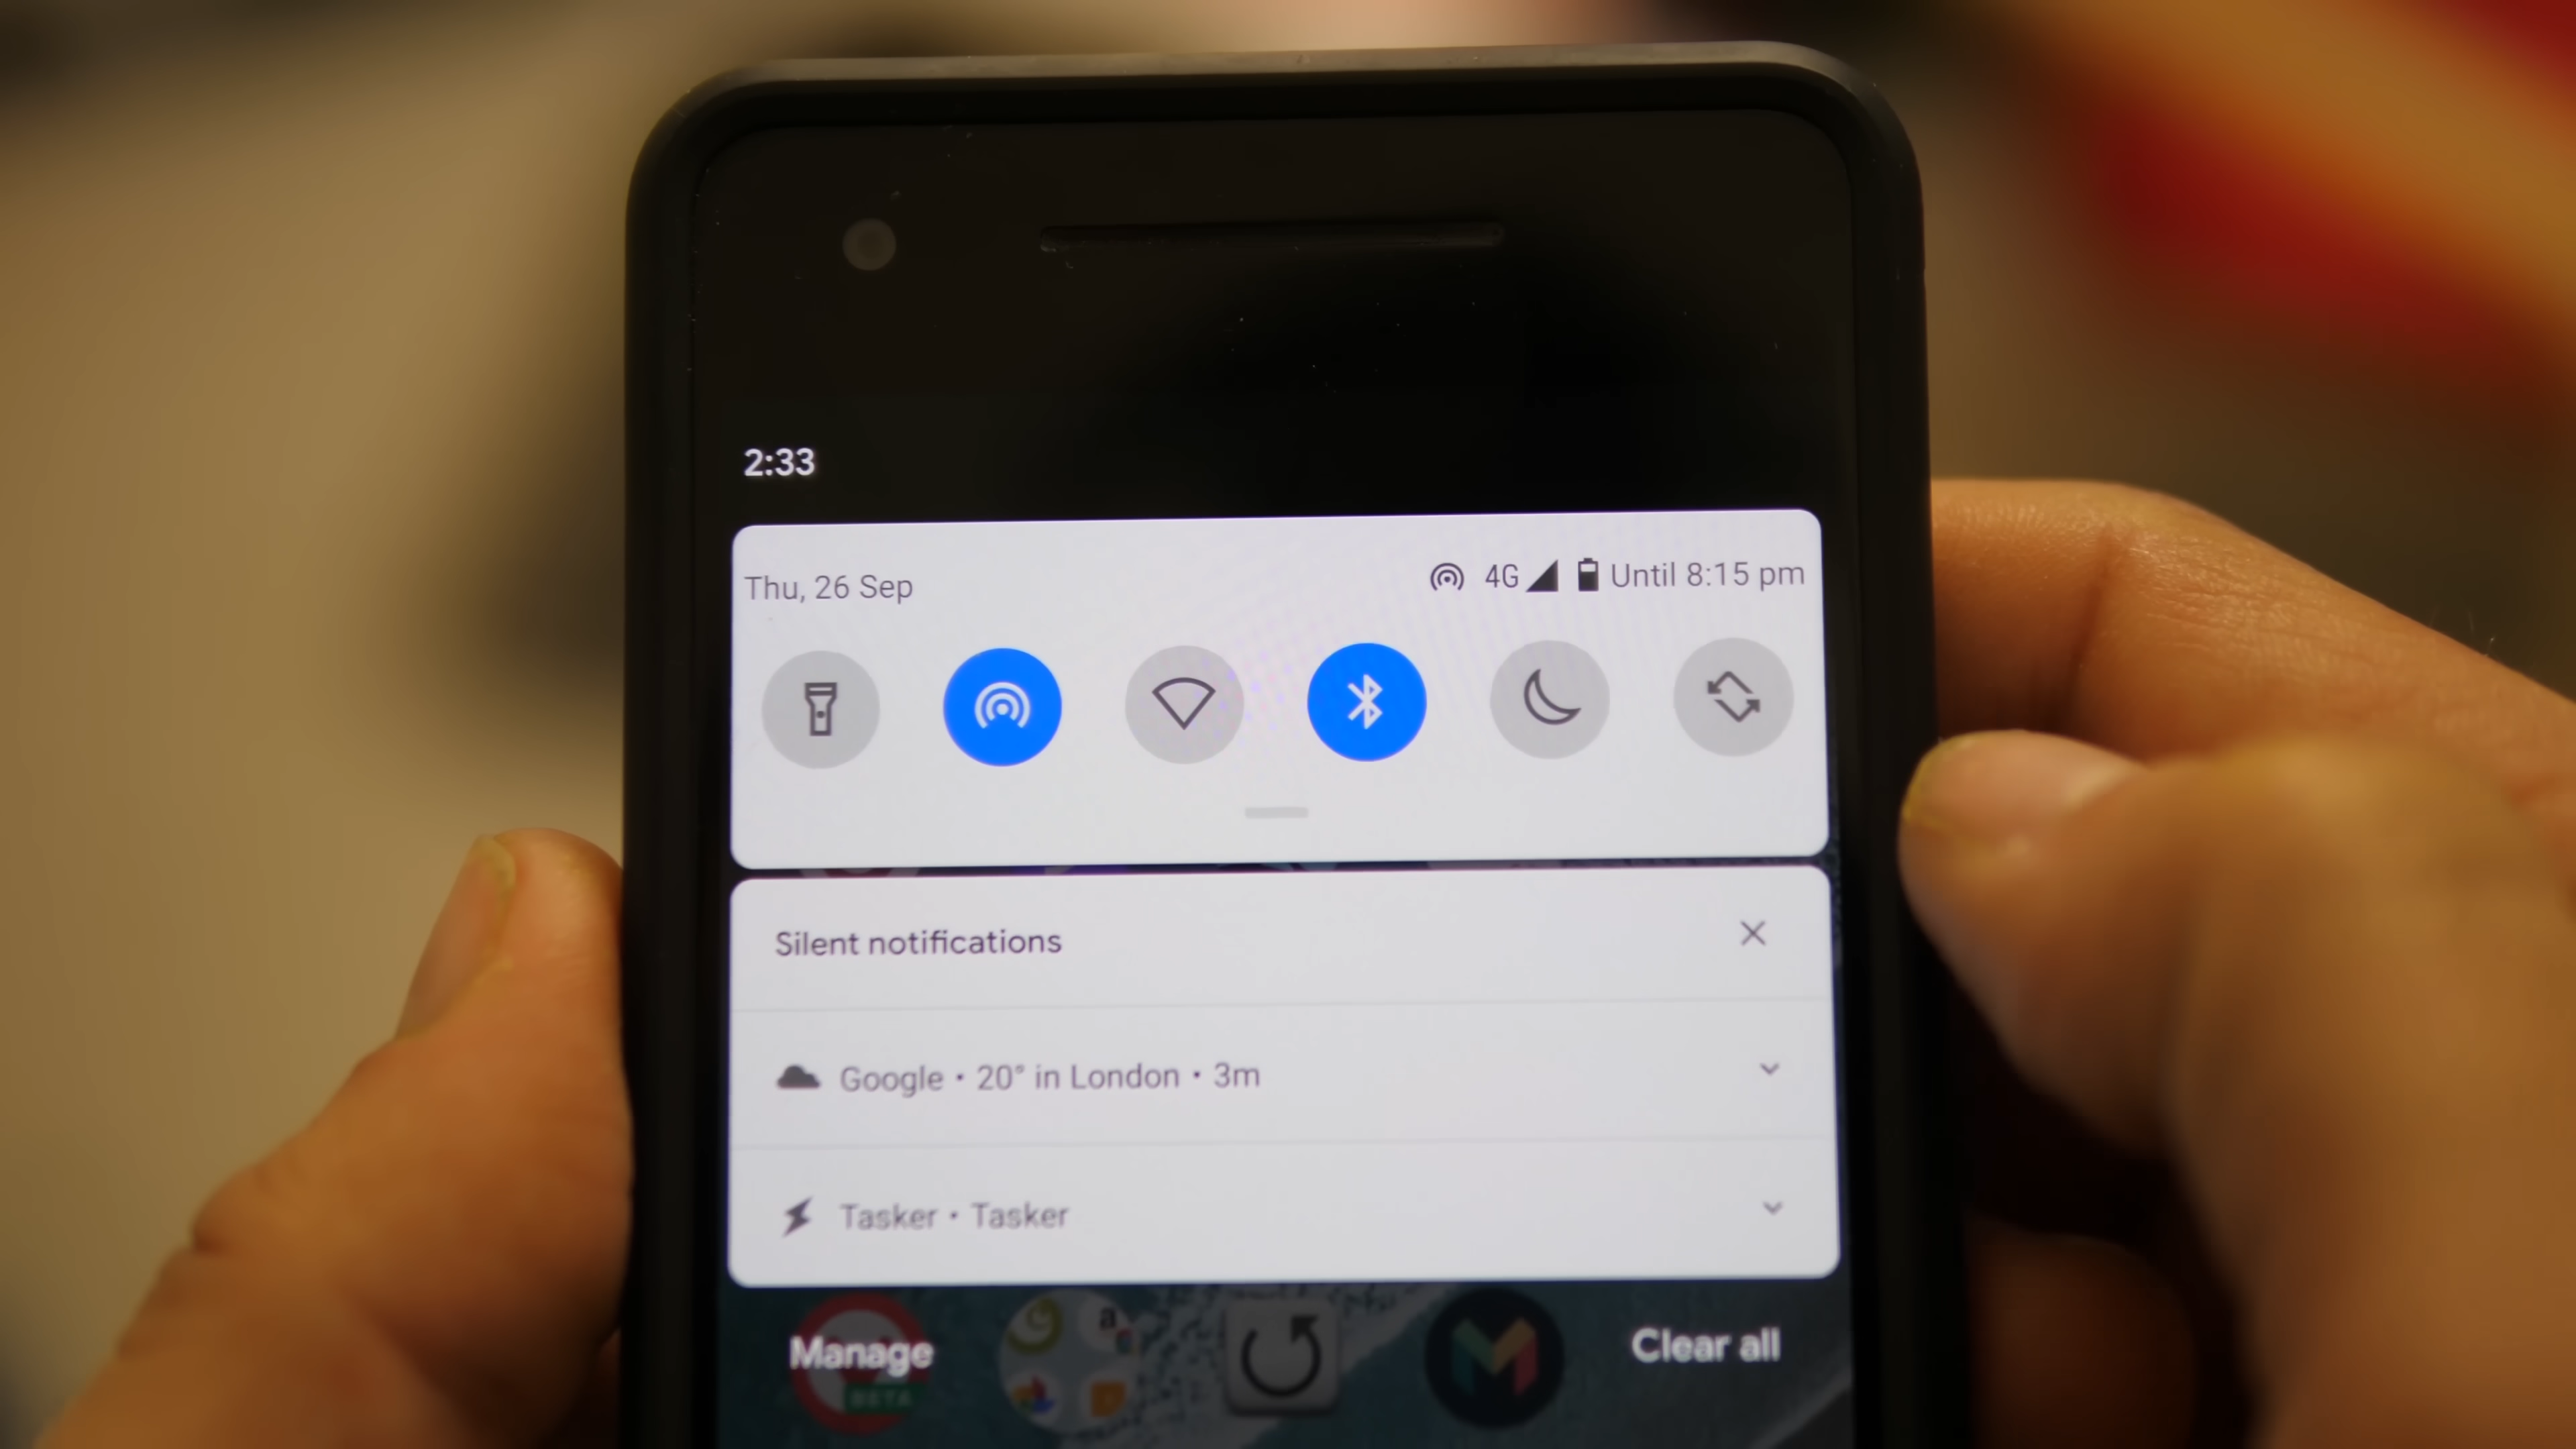 2:33
Thu, 26 Sep
4G Until 8:15 pm
Silent notifications
Google • 20° in London • 3m
Tasker • Tasker
Manage
Clear all
BETA
a